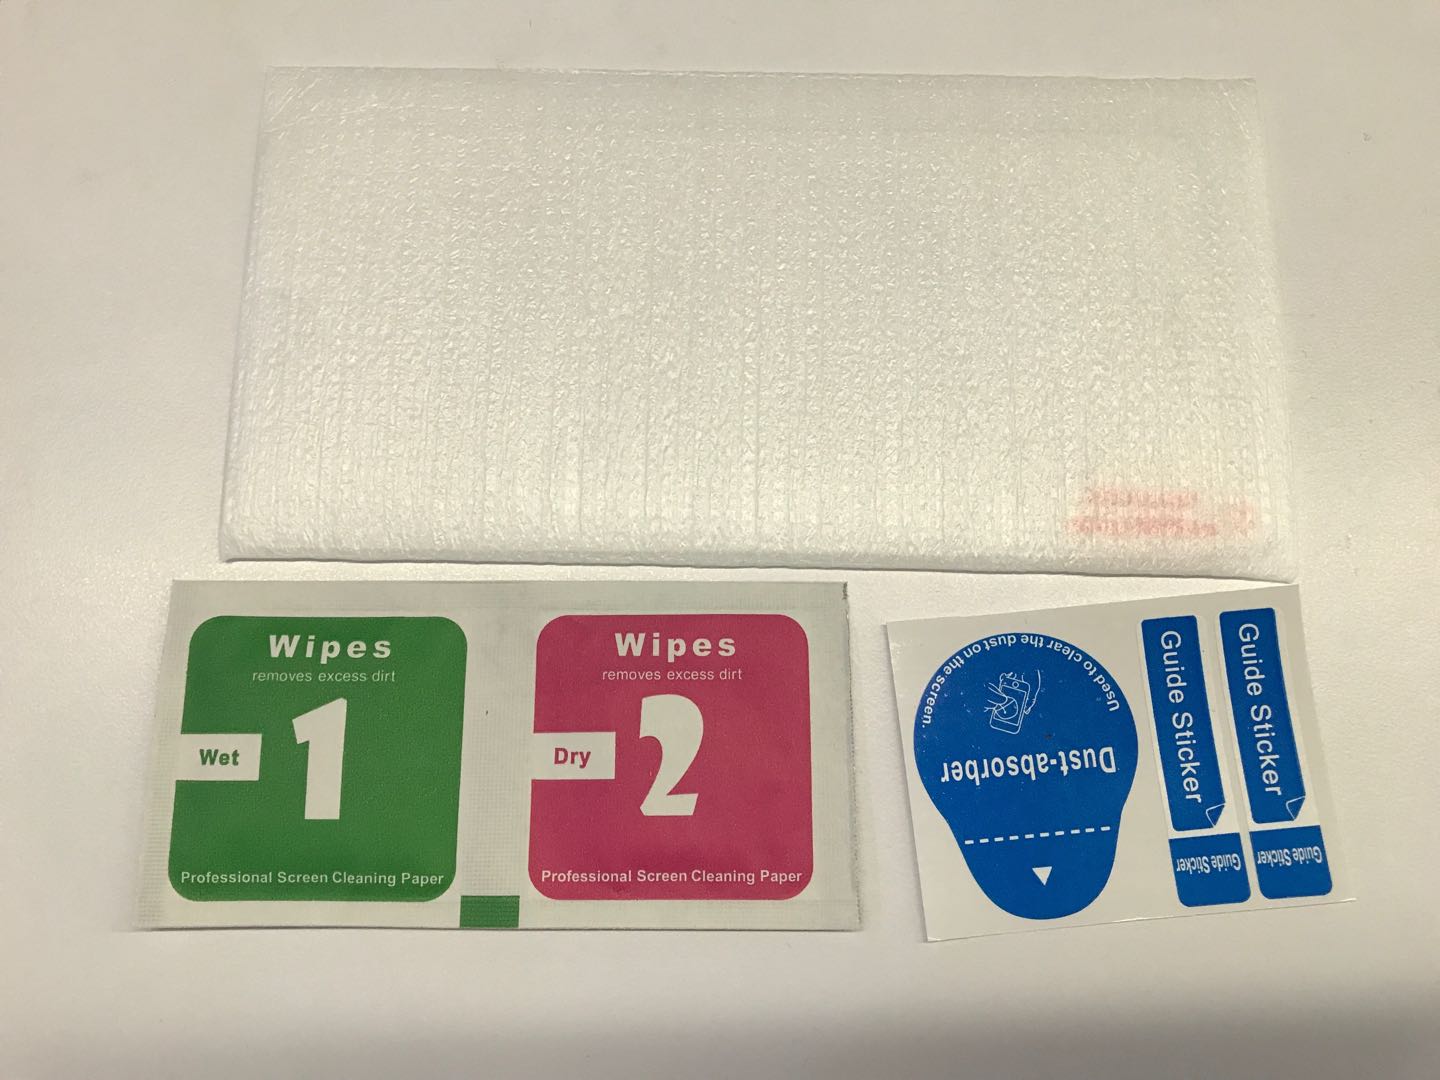 Wipes
removes excess dirt
1
Wet
Professional Screen Cleaning Paper
Wipes
removes excess dirt
2
Dry
Professional Screen Cleaning Paper
Used to clear the dust on the screen.
Dust-absorber
Guide Sticker
Guide Sticker
Guide Sticker
Guide Sticker